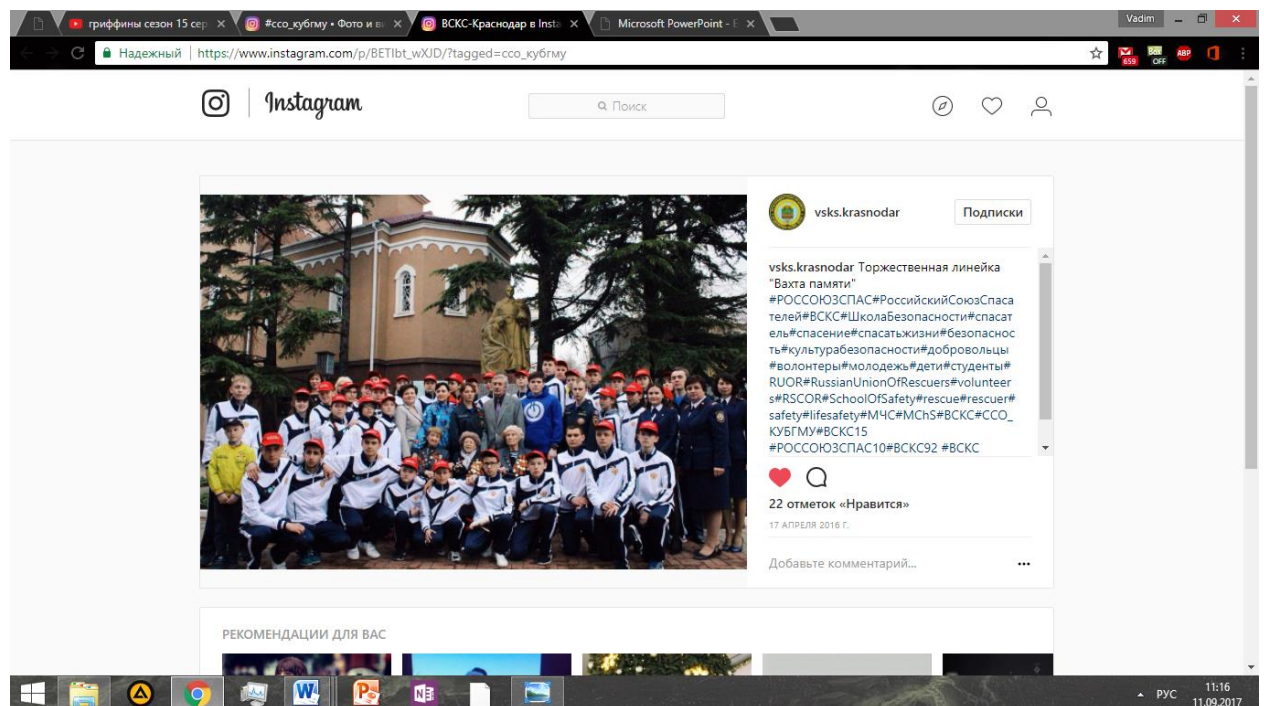 гриффины сезон 15 сер
#ссо_кубгму • Фото и ви
ВСКС-Краснодар в Insta
Microsoft PowerPoint - Б
Vadim
Надежный
https://www.instagram.com/p/BETIbt_wXJD/?tagged=ссо_кубгму
659
OFF
ABP
Instagram
Поиск
vsks.krasnodar
Подписки
vsks.krasnodar Торжественная линейка
"Вахта памяти"
#РОССОЮЗСПАС#РоссийскийСоюзСпаса
телей#ВСКС#ШколаБезопасности#спасат
ель#спасение#спасатьжизни#безопаснос
ть#культурабезопасности#добровольцы
#волонтеры#молодежь#дети#студенты#
RUOR#RussianUnionOfRescuers#volunteer
s#RSCOR#SchoolOfSafety#rescue#rescuer#
safety#lifesafety#МЧС#MChS#ВСКС#ССО_
КУБГМУ#ВСКС15
#РОССОЮЗСПАС10#ВСКС92 #ВСКС
22 отметок «Нравится»
17 АПРЕЛЯ 2016 Г.
Добавьте комментарий...
РЕКОМЕНДАЦИИ ДЛЯ ВАС
РУС
11:16
11.09.2017